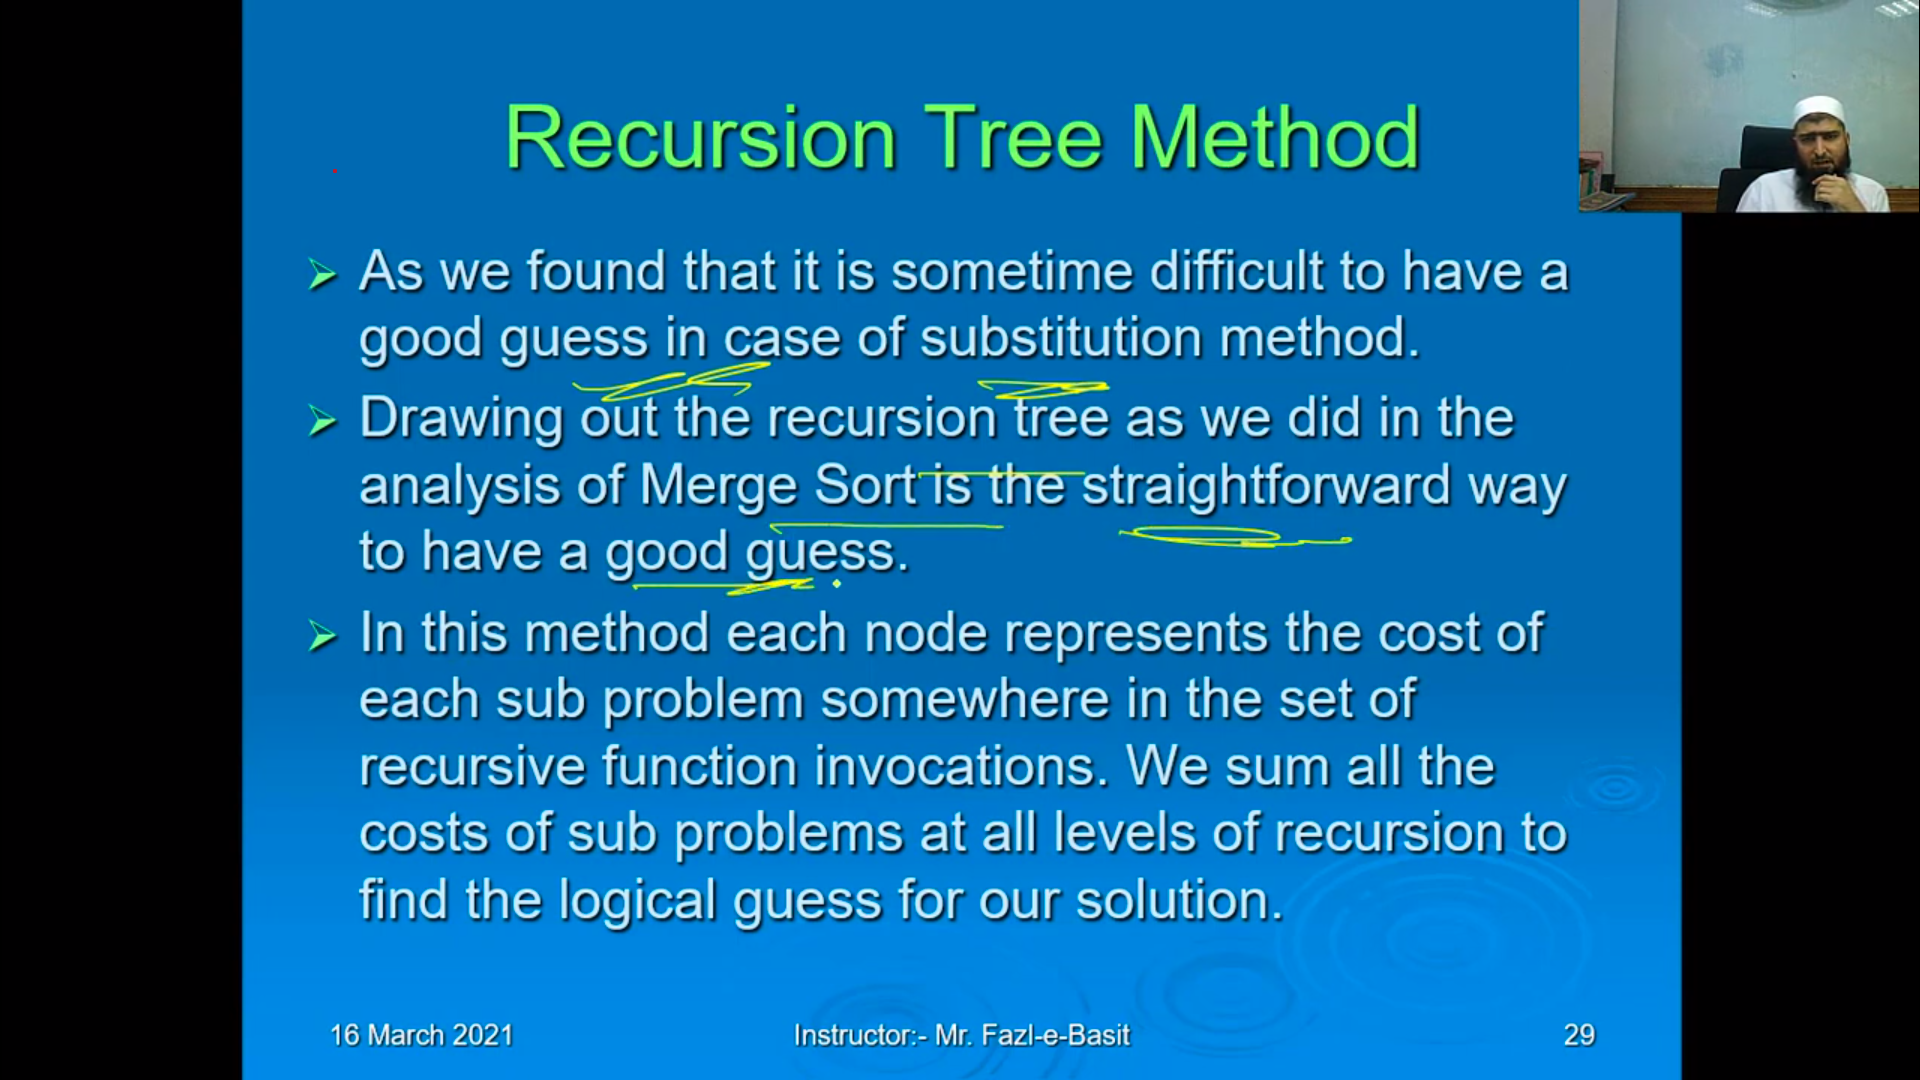 Recursion Tree Method
As we found that it is sometime difficult to have a
good guess in case of substitution method.
Drawing out the recursion tree as we did in the
analysis of Merge Sort is the straightforward way
to have a good guess.
In this method each node represents the cost of
each sub problem somewhere in the set of
recursive function invocations. We sum all the
costs of sub problems at all levels of recursion to
find the logical guess for our solution.
16 March 2021
Instructor:- Mr. Fazl-e-Basit
29